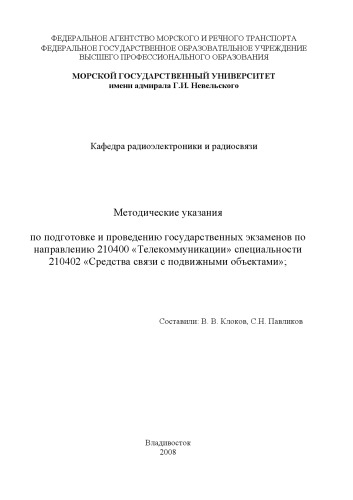 ФЕДЕРАЛЬНОЕ АГЕНТСТВО МОРСКОГО И РЕЧНОГО ТРАНСПОРТА
ФЕДЕРАЛЬНОЕ ГОСУДАРСТВЕННОЕ ОБРАЗОВАТЕЛЬНОЕ УЧРЕЖДЕНИЕ
ВЫСШЕГО ПРОФЕССИОНАЛЬНОГО ОБРАЗОВАНИЯ
МОРСКОЙ ГОСУДАРСТВЕННЫЙ УНИВЕРСИТЕТ
имени адмирала Г.И. Невельского
Кафедра радиоэлектроники и радиосвязи
Методические указания
по подготовке и проведению государственных экзаменов по
направлению 210400 «Телекоммуникации» специальности
210402 «Средства связи с подвижными объектами»;
Составили: В. В. Клоков, С.Н. Павликов
Владивосток
2008